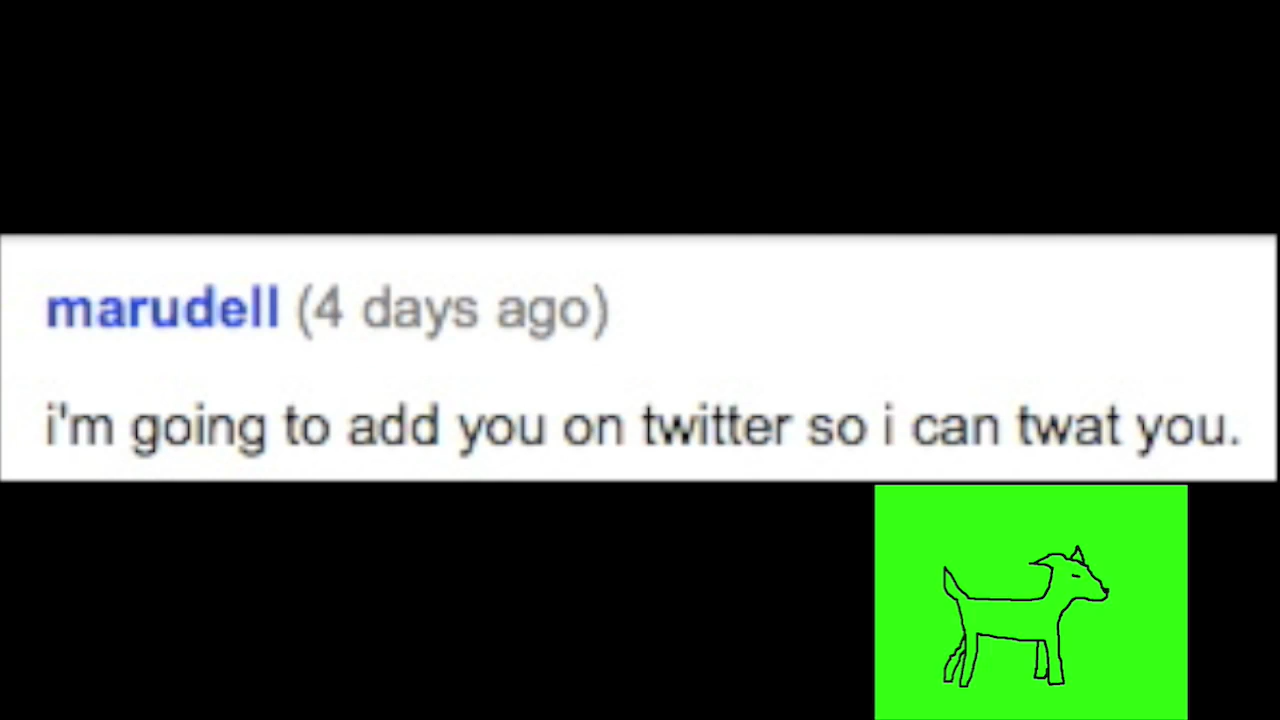 marudell (4 days ago)
i'm going to add you on twitter so i can twat you.